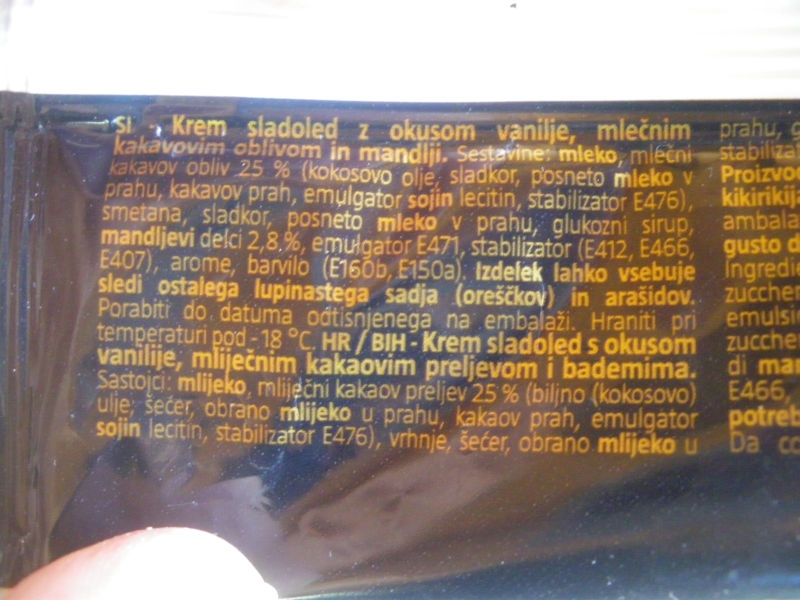 SI - Krem sladoled z okusom vanilje, mlečnim
kakavovim oblivom in mandlji. Sestavine: mleko, mlečni
kakavov obliv 25 % (kokosovo olje, sladkor, posneto mleko v
prahu, kakavov prah, emulgator sojin lecitin, stabilizator E476),
smetana, sladkor, posneto mleko v prahu, glukozni sirup,
mandljevi delci 2,8.%, emulgator E471, stabilizator (E412, E466,
E407), arome, barvilo (E160b, E150a). Izdelek lahko vsebuje
sledi ostalega lupinastega sadja (oreščkov) in arašidov.
Porabiti do datuma odtisnjenega na embalaži. Hraniti pri
temperaturi pod - 18 °C. HR / BIH - Krem sladoled s okusom
vanilije, mliječnim kakaovim preljevom i bademima.
Sastojci: mlijeko, mliječni kakaov preljev 25 % (biljno (kokosovo)
ulje, šećer, obrano mlijeko u prahu, kakaov prah, emulgator
sojin lecitin, stabilizator E476), vrhnje, šećer, obrano mlijeko u
prahu,
stabiliza
Proizvo
kikirikij
ambala
gusto d
Ingredie
zuccher
emulsi
zucche
di man
E466,
potreb
Da co